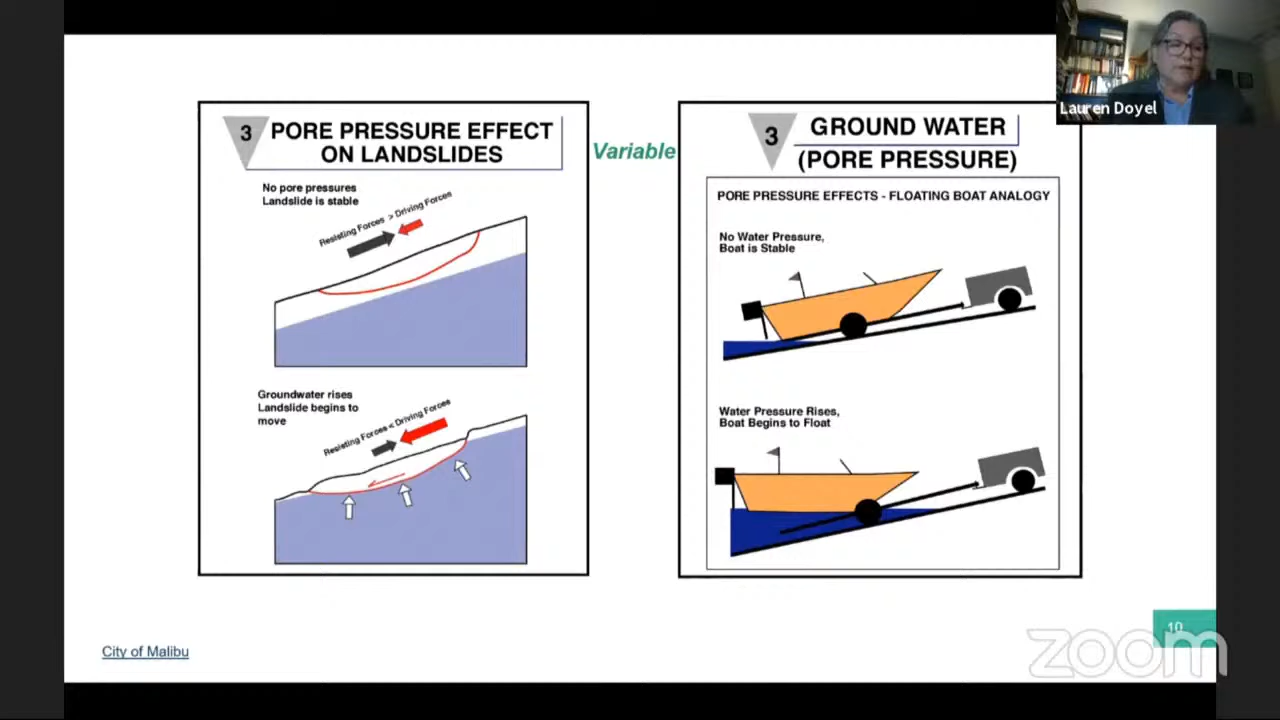 Lauren Doyel
3 PORE PRESSURE EFFECT
ON LANDSLIDES
No pore pressures
Landslide is stable
Resisting Forces > Driving Forces
Groundwater rises
Landslide begins to
move
Resisting Forces < Driving Forces
Variable
3 GROUND WATER
(PORE PRESSURE)
PORE PRESSURE EFFECTS - FLOATING BOAT ANALOGY
No Water Pressure,
Boat is Stable
Water Pressure Rises,
Boat Begins to Float
City of Malibu
10
zoom